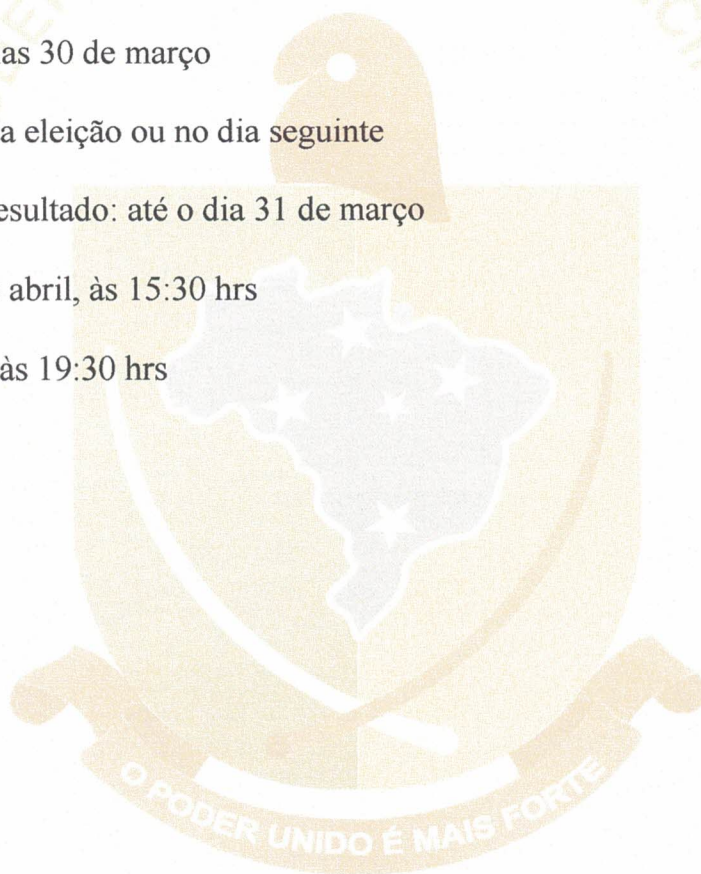 as 30 de março
a eleição ou no dia seguinte
esultado: até o dia 31 de março
abril, às 15:30 hrs
às 19:30 hrs
O PODER UNIDO É MAIS FORTE